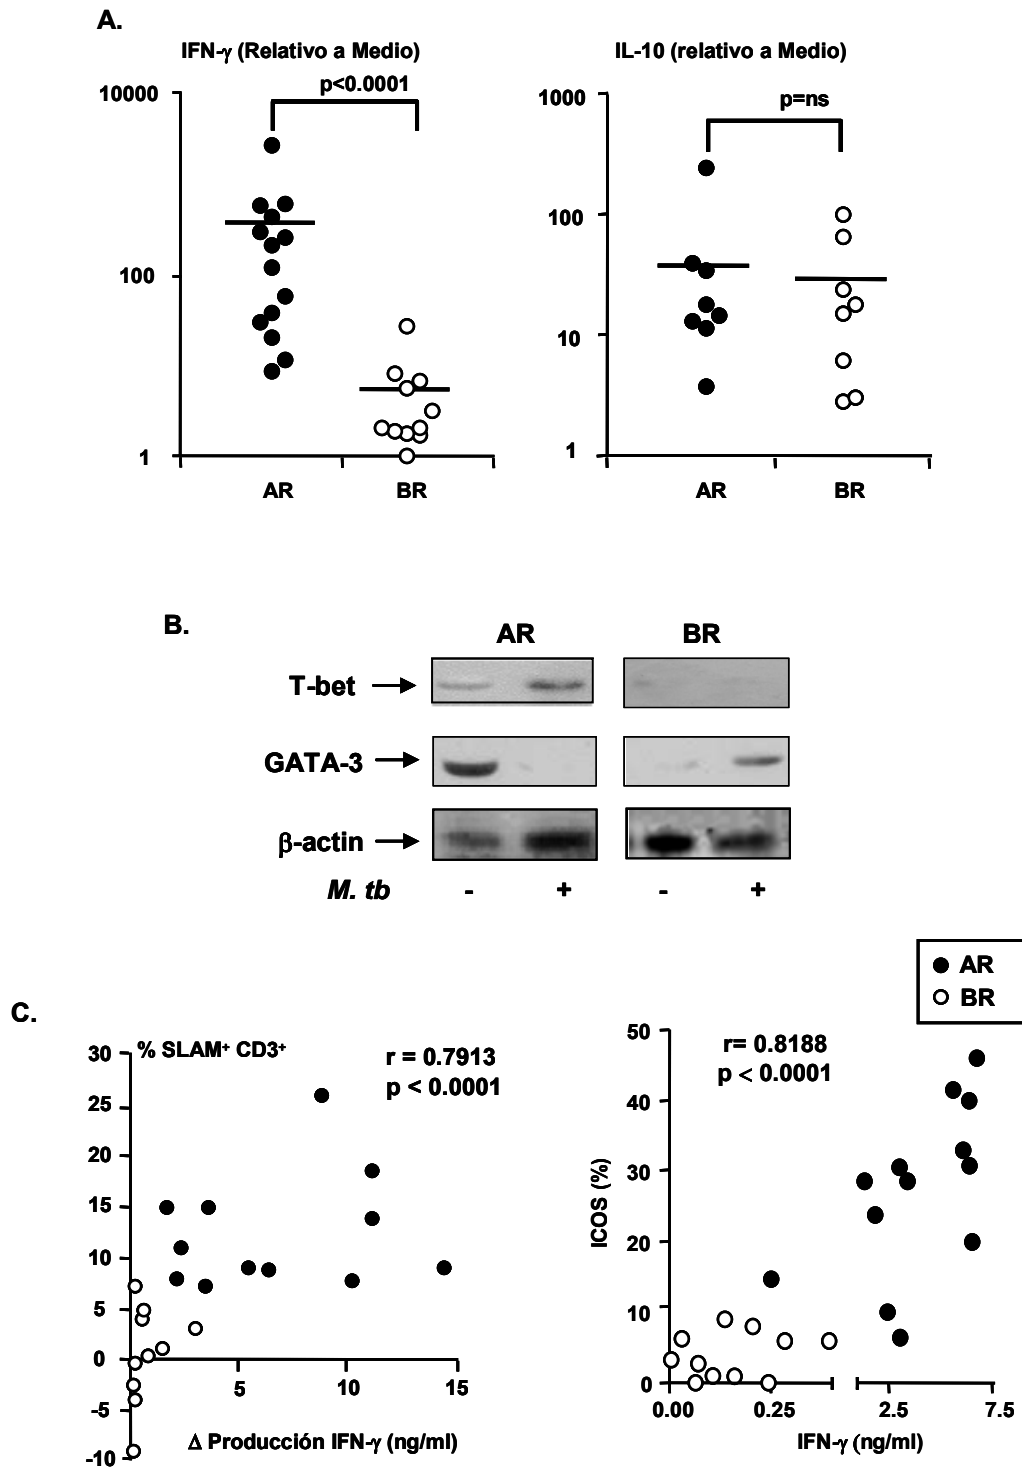 A.
IFN-γ (Relativo a Medio)
p<0.0001
10000
100
1
AR BR
IL-10 (relativo a Medio)
p=ns
1000
100
10
1
AR BR
B.
AR BR
T-bet
GATA-3
β-actin
M. tb - + - +
AR
BR
C.
% SLAM+ CD3+
r = 0.7913
p < 0.0001
30
25
20
15
10
5
0
-5
-10
5 10 15
Δ Producción IFN-γ (ng/ml)
r= 0.8188
p < 0.0001
ICOS (%)
50
40
30
20
10
0
0.00 0.25 2.5 7.5
IFN-γ (ng/ml)